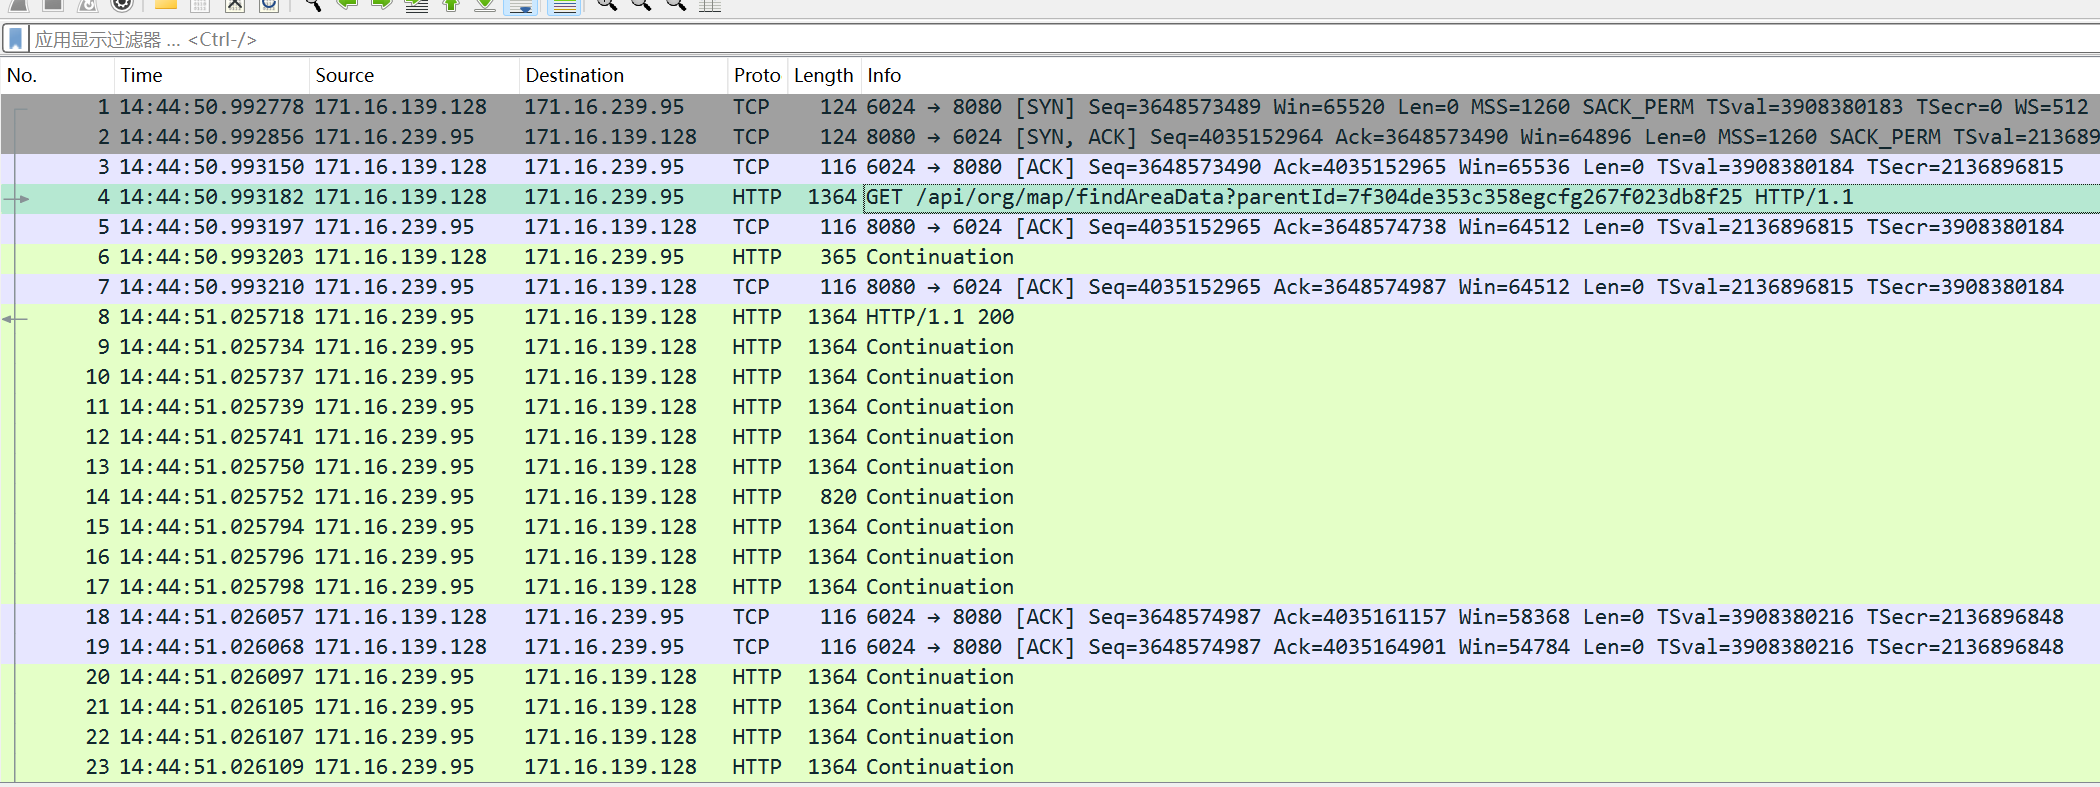 应用显示过滤器 … <Ctrl-/>
No. Time Source Destination Proto Length Info
1 14:44:50.992778 171.16.139.128 171.16.239.95 TCP 124 6024 → 8080 [SYN] Seq=3648573489 Win=65520 Len=0 MSS=1260 SACK_PERM TSval=3908380183 TSecr=0 WS=512
2 14:44:50.992856 171.16.239.95 171.16.139.128 TCP 124 8080 → 6024 [SYN, ACK] Seq=4035152964 Ack=3648573490 Win=64896 Len=0 MSS=1260 SACK_PERM TSval=213689
3 14:44:50.993150 171.16.139.128 171.16.239.95 TCP 116 6024 → 8080 [ACK] Seq=3648573490 Ack=4035152965 Win=65536 Len=0 TSval=3908380184 TSecr=2136896815
4 14:44:50.993182 171.16.139.128 171.16.239.95 HTTP 1364 GET /api/org/map/findAreaData?parentId=7f304de353c358egcfg267f023db8f25 HTTP/1.1
5 14:44:50.993197 171.16.239.95 171.16.139.128 TCP 116 8080 → 6024 [ACK] Seq=4035152965 Ack=3648574738 Win=64512 Len=0 TSval=2136896815 TSecr=3908380184
6 14:44:50.993203 171.16.139.128 171.16.239.95 HTTP 365 Continuation
7 14:44:50.993210 171.16.239.95 171.16.139.128 TCP 116 8080 → 6024 [ACK] Seq=4035152965 Ack=3648574987 Win=64512 Len=0 TSval=2136896815 TSecr=3908380184
8 14:44:51.025718 171.16.239.95 171.16.139.128 HTTP 1364 HTTP/1.1 200
9 14:44:51.025734 171.16.239.95 171.16.139.128 HTTP 1364 Continuation
10 14:44:51.025737 171.16.239.95 171.16.139.128 HTTP 1364 Continuation
11 14:44:51.025739 171.16.239.95 171.16.139.128 HTTP 1364 Continuation
12 14:44:51.025741 171.16.239.95 171.16.139.128 HTTP 1364 Continuation
13 14:44:51.025750 171.16.239.95 171.16.139.128 HTTP 1364 Continuation
14 14:44:51.025752 171.16.239.95 171.16.139.128 HTTP 820 Continuation
15 14:44:51.025794 171.16.239.95 171.16.139.128 HTTP 1364 Continuation
16 14:44:51.025796 171.16.239.95 171.16.139.128 HTTP 1364 Continuation
17 14:44:51.025798 171.16.239.95 171.16.139.128 HTTP 1364 Continuation
18 14:44:51.026057 171.16.139.128 171.16.239.95 TCP 116 6024 → 8080 [ACK] Seq=3648574987 Ack=4035161157 Win=58368 Len=0 TSval=3908380216 TSecr=2136896848
19 14:44:51.026068 171.16.139.128 171.16.239.95 TCP 116 6024 → 8080 [ACK] Seq=3648574987 Ack=4035164901 Win=54784 Len=0 TSval=3908380216 TSecr=2136896848
20 14:44:51.026097 171.16.239.95 171.16.139.128 HTTP 1364 Continuation
21 14:44:51.026105 171.16.239.95 171.16.139.128 HTTP 1364 Continuation
22 14:44:51.026107 171.16.239.95 171.16.139.128 HTTP 1364 Continuation
23 14:44:51.026109 171.16.239.95 171.16.139.128 HTTP 1364 Continuation